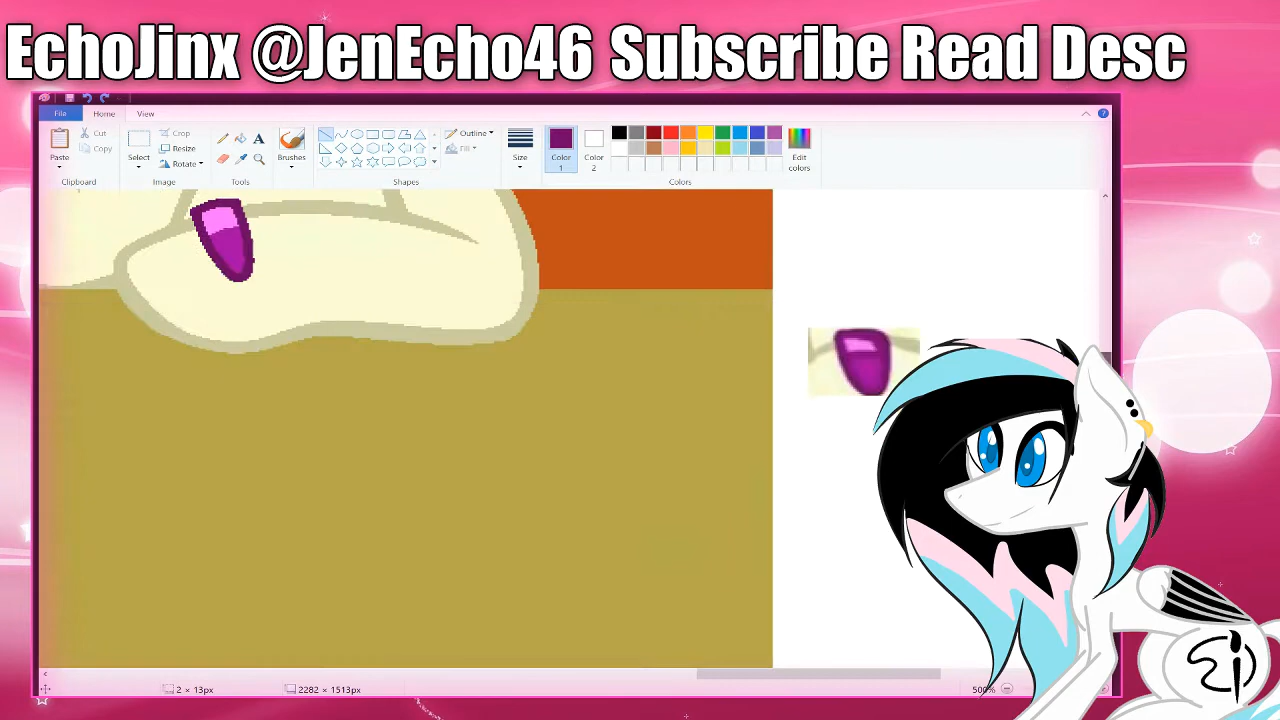 EchoJinx @JenEcho46 Subscribe Read Desc
File Home View
Paste Cut Copy Clipboard
Select Crop Resize Rotate Image
Tools
Brushes
Outline Fill Shapes
Size
Color 1
Color 2
Edit colors
Colors
2 × 13px
2282 × 1513px
500%